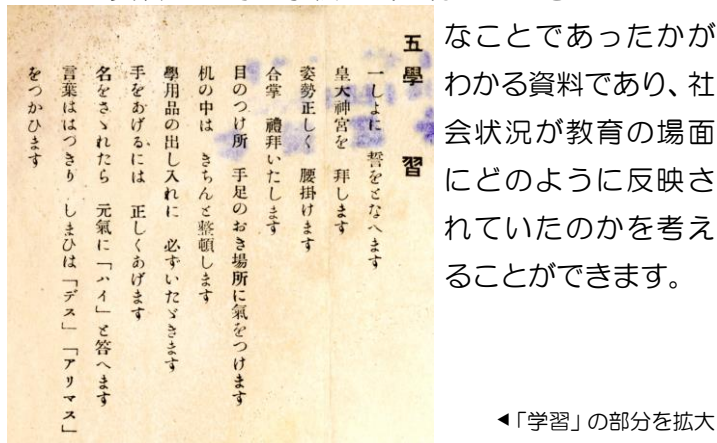 五學　習
一しよに　誓をとなへます
皇大神宮を　拜します
姿勢正しく　腰掛けます
合掌　禮拜いたします
目のつけ所　手足のおき場所に氣をつけます
机の中は　きちんと整頓します
學用品の出し入れに　必ずいたゞきます
手をあげるには　正しくあげます
名をさゝれたら　元氣に「ハイ」と答へます
言葉ははつきり　しまひは「デス」「アリマス」
をつかひます
なことであったかが
わかる資料であり、社
会状況が教育の場面
にどのように反映さ
れていたのかを考え
ることができます。
◀「学習」の部分を拡大